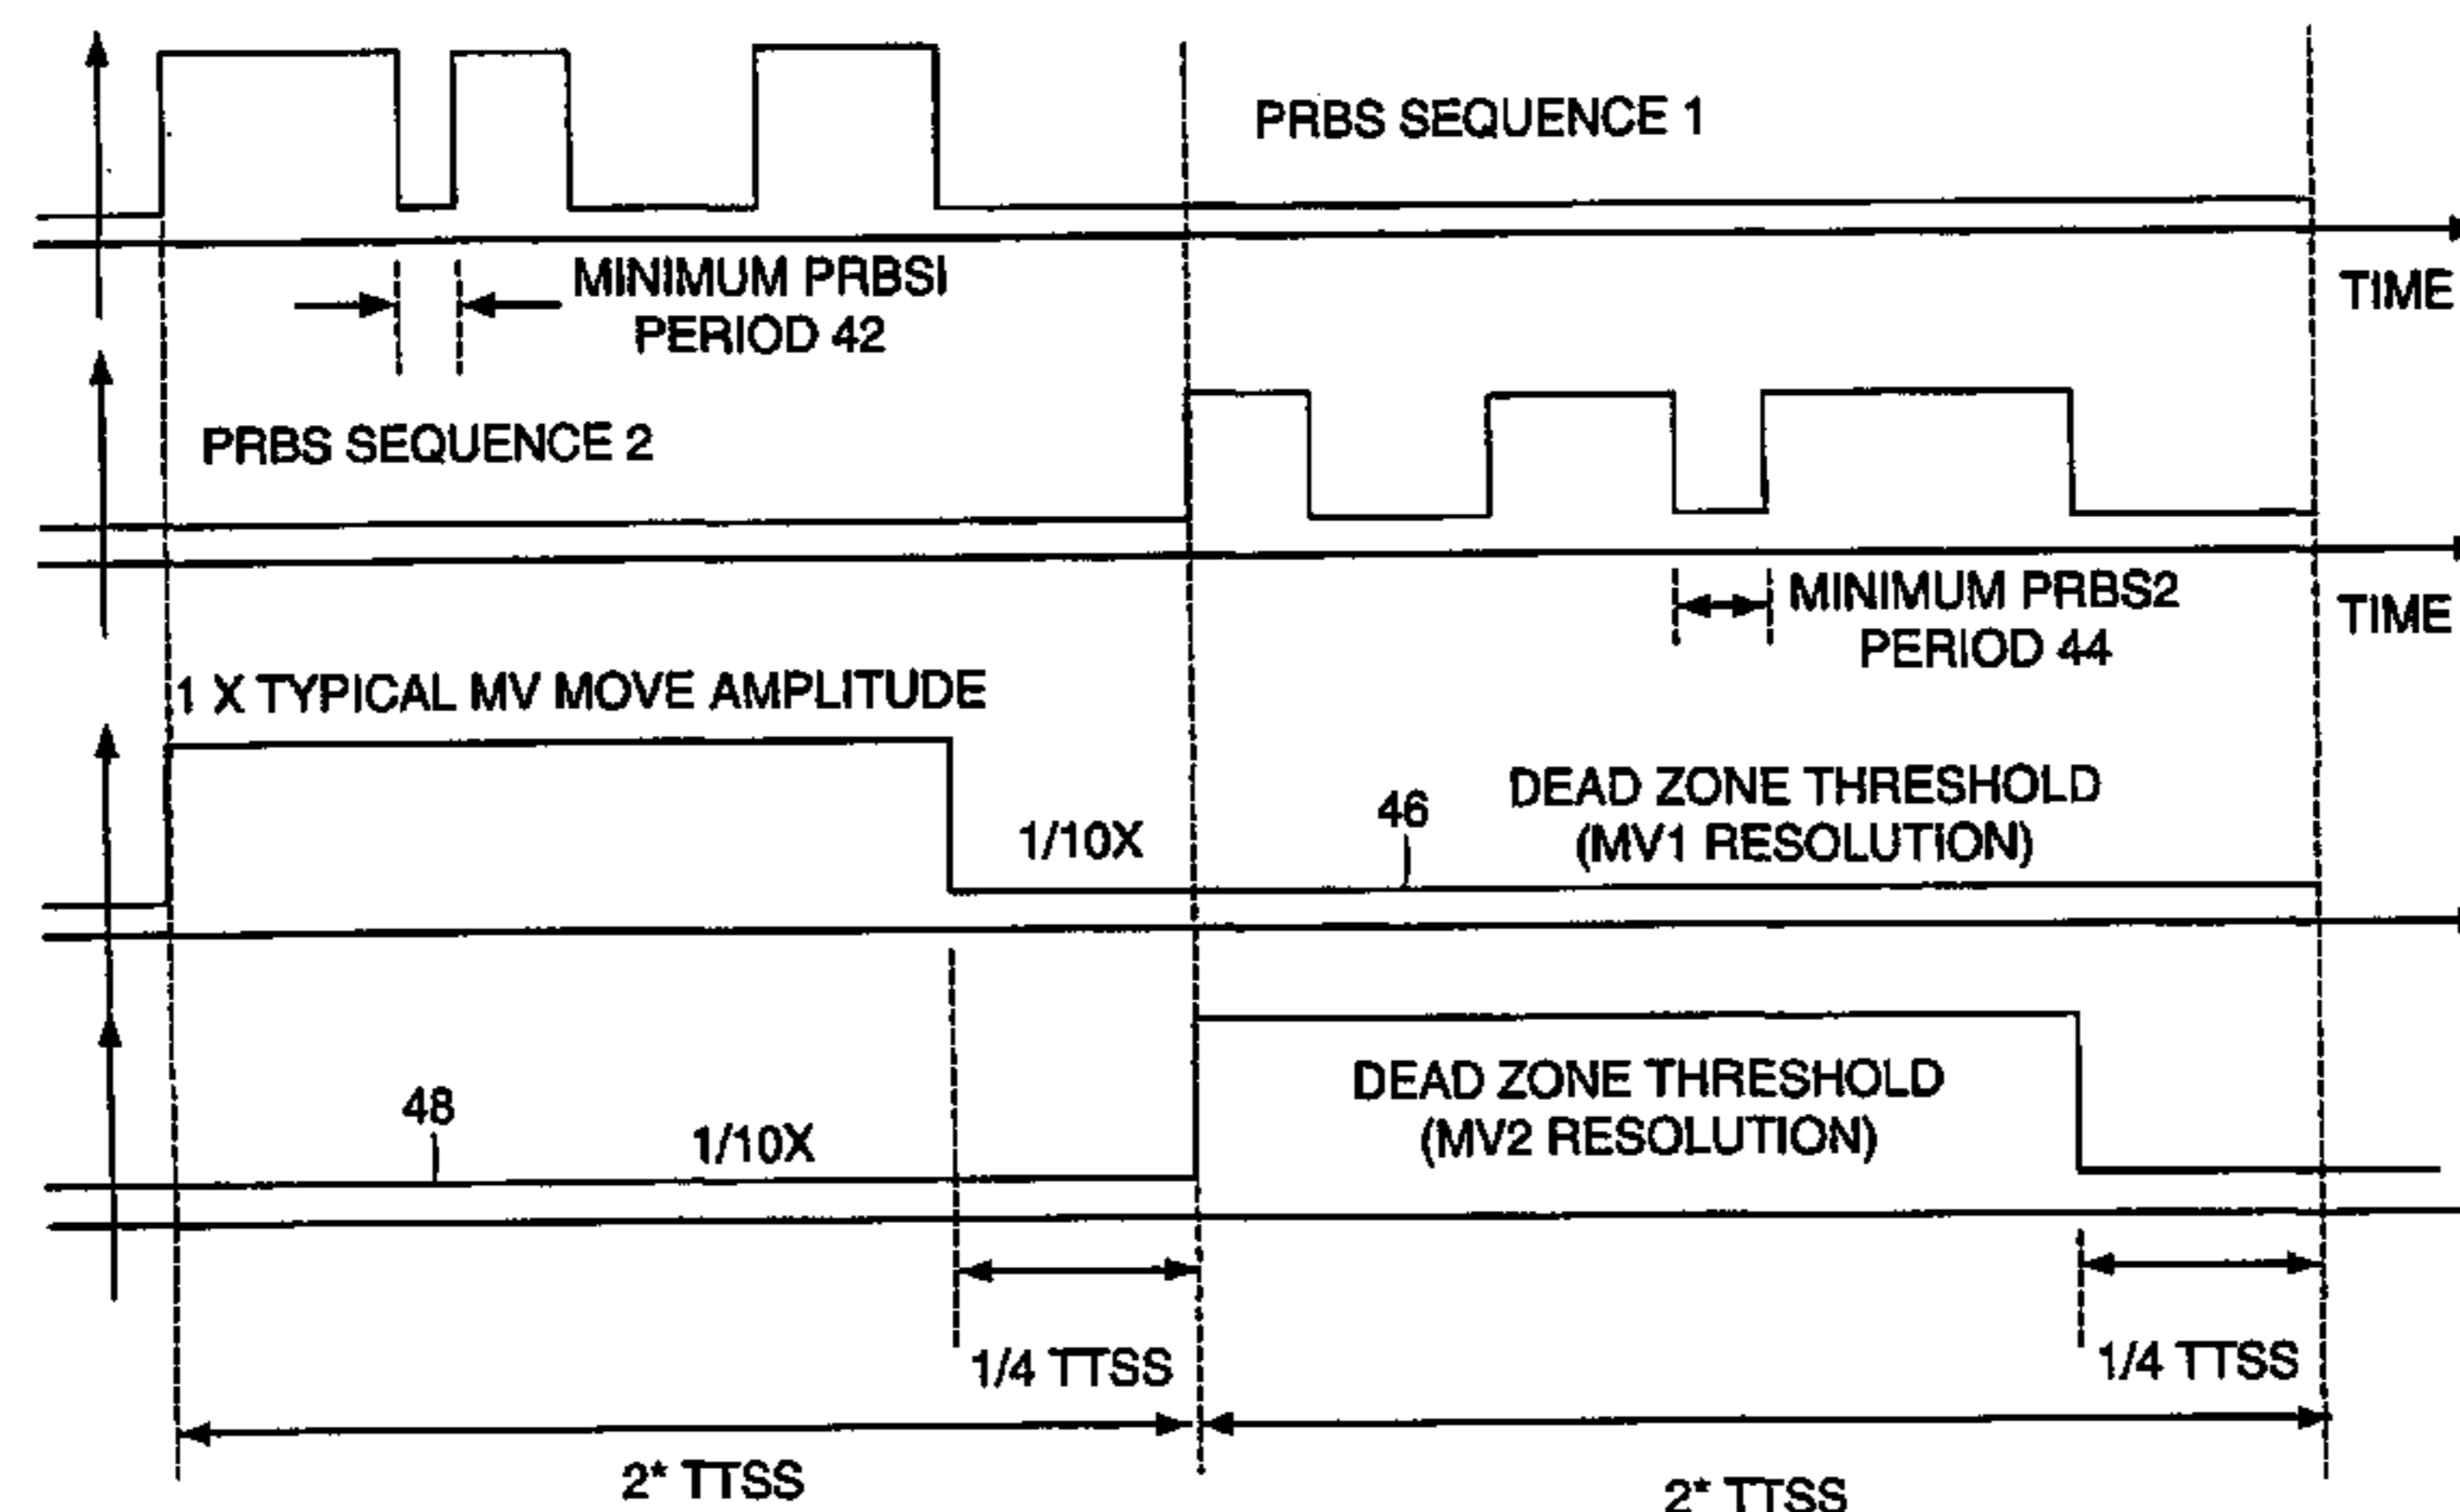 PRBS SEQUENCE 1
MINIMUM PRBSI
PERIOD 42
TIME
PRBS SEQUENCE 2
MINIMUM PRBS2
PERIOD 44
TIME
1 X TYPICAL MV MOVE AMPLITUDE
1/10X
46
DEAD ZONE THRESHOLD
(MV1 RESOLUTION)
48
1/10X
DEAD ZONE THRESHOLD
(MV2 RESOLUTION)
1/4 TTSS
1/4 TTSS
2* TTSS
2* TTSS